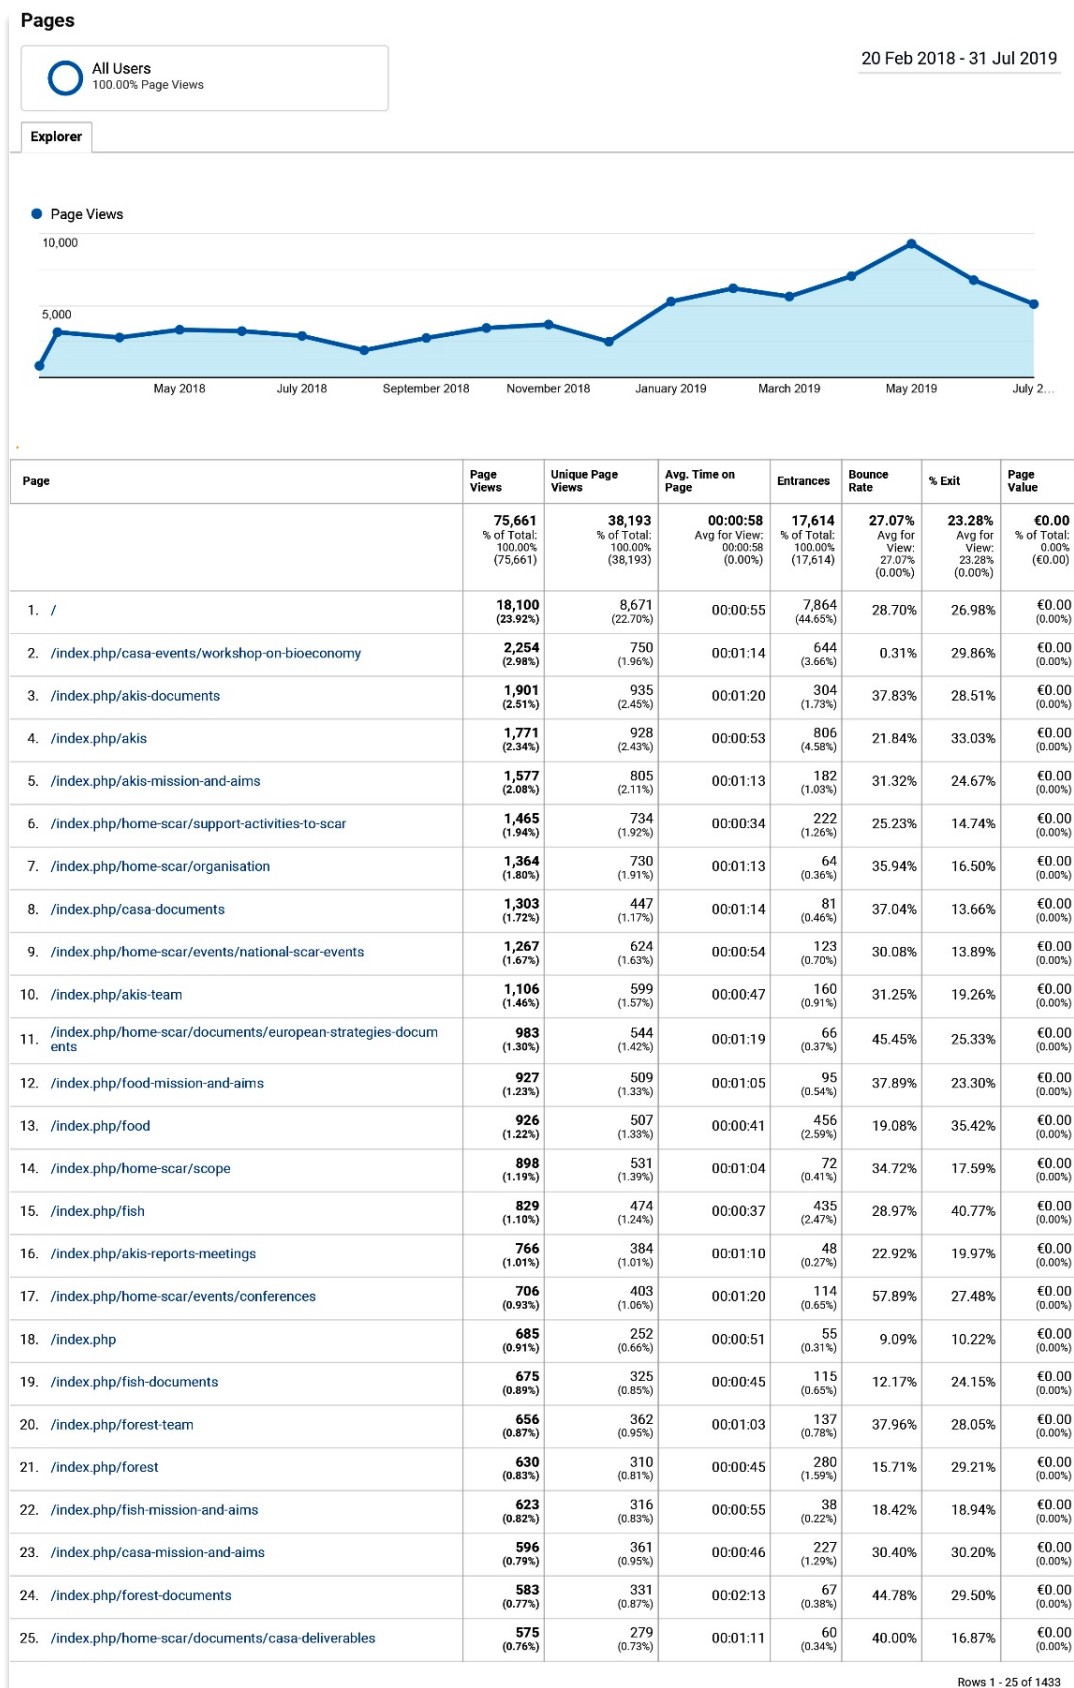 Pages
All Users
100.00% Page Views
20 Feb 2018 - 31 Jul 2019
Explorer
Page Views
10,000
5,000
May 2018 July 2018 September 2018 November 2018 January 2019 March 2019 May 2019 July 2...
Page Page Views Unique Page Views Avg. Time on Page Entrances Bounce Rate % Exit Page Value
75,661 38,193 00:00:58 17,614 27.07% 23.28% €0.00
% of Total: 100.00% (75,661) % of Total: 100.00% (38,193) Avg for View: 00:00:58 (0.00%) % of Total: 100.00% (17,614) Avg for View: 27.07% (0.00%) Avg for View: 23.28% (0.00%) % of Total: 0.00% (€0.00)
1. / 18,100 (23.92%) 8,671 (22.70%) 00:00:55 7,864 (44.65%) 28.70% 26.98% €0.00 (0.00%)
2. /index.php/casa-events/workshop-on-bioeconomy 2,254 (2.98%) 750 (1.96%) 00:01:14 644 (3.66%) 0.31% 29.86% €0.00 (0.00%)
3. /index.php/akis-documents 1,901 (2.51%) 935 (2.45%) 00:01:20 304 (1.73%) 37.83% 28.51% €0.00 (0.00%)
4. /index.php/akis 1,771 (2.34%) 928 (2.43%) 00:00:53 806 (4.58%) 21.84% 33.03% €0.00 (0.00%)
5. /index.php/akis-mission-and-aims 1,577 (2.08%) 805 (2.11%) 00:01:13 182 (1.03%) 31.32% 24.67% €0.00 (0.00%)
6. /index.php/home-scar/support-activities-to-scar 1,465 (1.94%) 734 (1.92%) 00:00:34 222 (1.26%) 25.23% 14.74% €0.00 (0.00%)
7. /index.php/home-scar/organisation 1,364 (1.80%) 730 (1.91%) 00:01:13 64 (0.36%) 35.94% 16.50% €0.00 (0.00%)
8. /index.php/casa-documents 1,303 (1.72%) 447 (1.17%) 00:01:14 81 (0.46%) 37.04% 13.66% €0.00 (0.00%)
9. /index.php/home-scar/events/national-scar-events 1,267 (1.67%) 624 (1.63%) 00:00:54 123 (0.70%) 30.08% 13.89% €0.00 (0.00%)
10. /index.php/akis-team 1,106 (1.46%) 599 (1.57%) 00:00:47 160 (0.91%) 31.25% 19.26% €0.00 (0.00%)
11. /index.php/home-scar/documents/european-strategies-docum
ents 983 (1.30%) 544 (1.42%) 00:01:19 66 (0.37%) 45.45% 25.33% €0.00 (0.00%)
12. /index.php/food-mission-and-aims 927 (1.23%) 509 (1.33%) 00:01:05 95 (0.54%) 37.89% 23.30% €0.00 (0.00%)
13. /index.php/food 926 (1.22%) 507 (1.33%) 00:00:41 456 (2.59%) 19.08% 35.42% €0.00 (0.00%)
14. /index.php/home-scar/scope 898 (1.19%) 531 (1.39%) 00:01:04 72 (0.41%) 34.72% 17.59% €0.00 (0.00%)
15. /index.php/fish 829 (1.10%) 474 (1.24%) 00:00:37 435 (2.47%) 28.97% 40.77% €0.00 (0.00%)
16. /index.php/akis-reports-meetings 766 (1.01%) 384 (1.01%) 00:01:10 48 (0.27%) 22.92% 19.97% €0.00 (0.00%)
17. /index.php/home-scar/events/conferences 706 (0.93%) 403 (1.06%) 00:01:20 114 (0.65%) 57.89% 27.48% €0.00 (0.00%)
18. /index.php 685 (0.91%) 252 (0.66%) 00:00:51 55 (0.31%) 9.09% 10.22% €0.00 (0.00%)
19. /index.php/fish-documents 675 (0.89%) 325 (0.85%) 00:00:45 115 (0.65%) 12.17% 24.15% €0.00 (0.00%)
20. /index.php/forest-team 656 (0.87%) 362 (0.95%) 00:01:03 137 (0.78%) 37.96% 28.05% €0.00 (0.00%)
21. /index.php/forest 630 (0.83%) 310 (0.81%) 00:00:45 280 (1.59%) 15.71% 29.21% €0.00 (0.00%)
22. /index.php/fish-mission-and-aims 623 (0.82%) 316 (0.83%) 00:00:55 38 (0.22%) 18.42% 18.94% €0.00 (0.00%)
23. /index.php/casa-mission-and-aims 596 (0.79%) 361 (0.95%) 00:00:46 227 (1.29%) 30.40% 30.20% €0.00 (0.00%)
24. /index.php/forest-documents 583 (0.77%) 331 (0.87%) 00:02:13 67 (0.38%) 44.78% 29.50% €0.00 (0.00%)
25. /index.php/home-scar/documents/casa-deliverables 575 (0.76%) 279 (0.73%) 00:01:11 60 (0.34%) 40.00% 16.87% €0.00 (0.00%)
Rows 1 - 25 of 1433